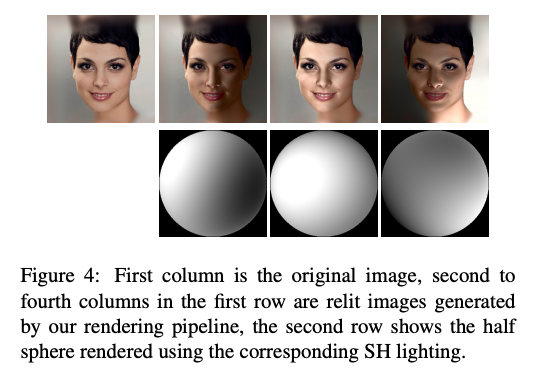 Figure 4: First column is the original image, second to
fourth columns in the first row are relit images generated
by our rendering pipeline, the second row shows the half
sphere rendered using the corresponding SH lighting.